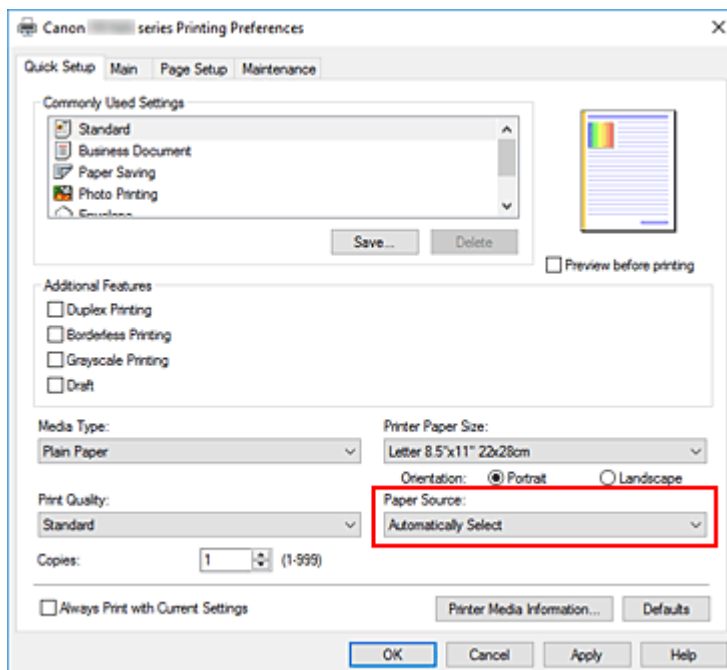 Canon series Printing Preferences
Quick Setup Main Page Setup Maintenance
Commonly Used Settings
Standard
Business Document
Paper Saving
Photo Printing
Save... Delete
Preview before printing
Additional Features
Duplex Printing
Borderless Printing
Grayscale Printing
Draft
Media Type: Printer Paper Size:
Plain Paper Letter 8.5"x11" 22x28cm
Orientation: Portrait Landscape
Print Quality: Paper Source:
Standard Automatically Select
Copies: 1 (1-999)
Always Print with Current Settings Printer Media Information... Defaults
OK Cancel Apply Help